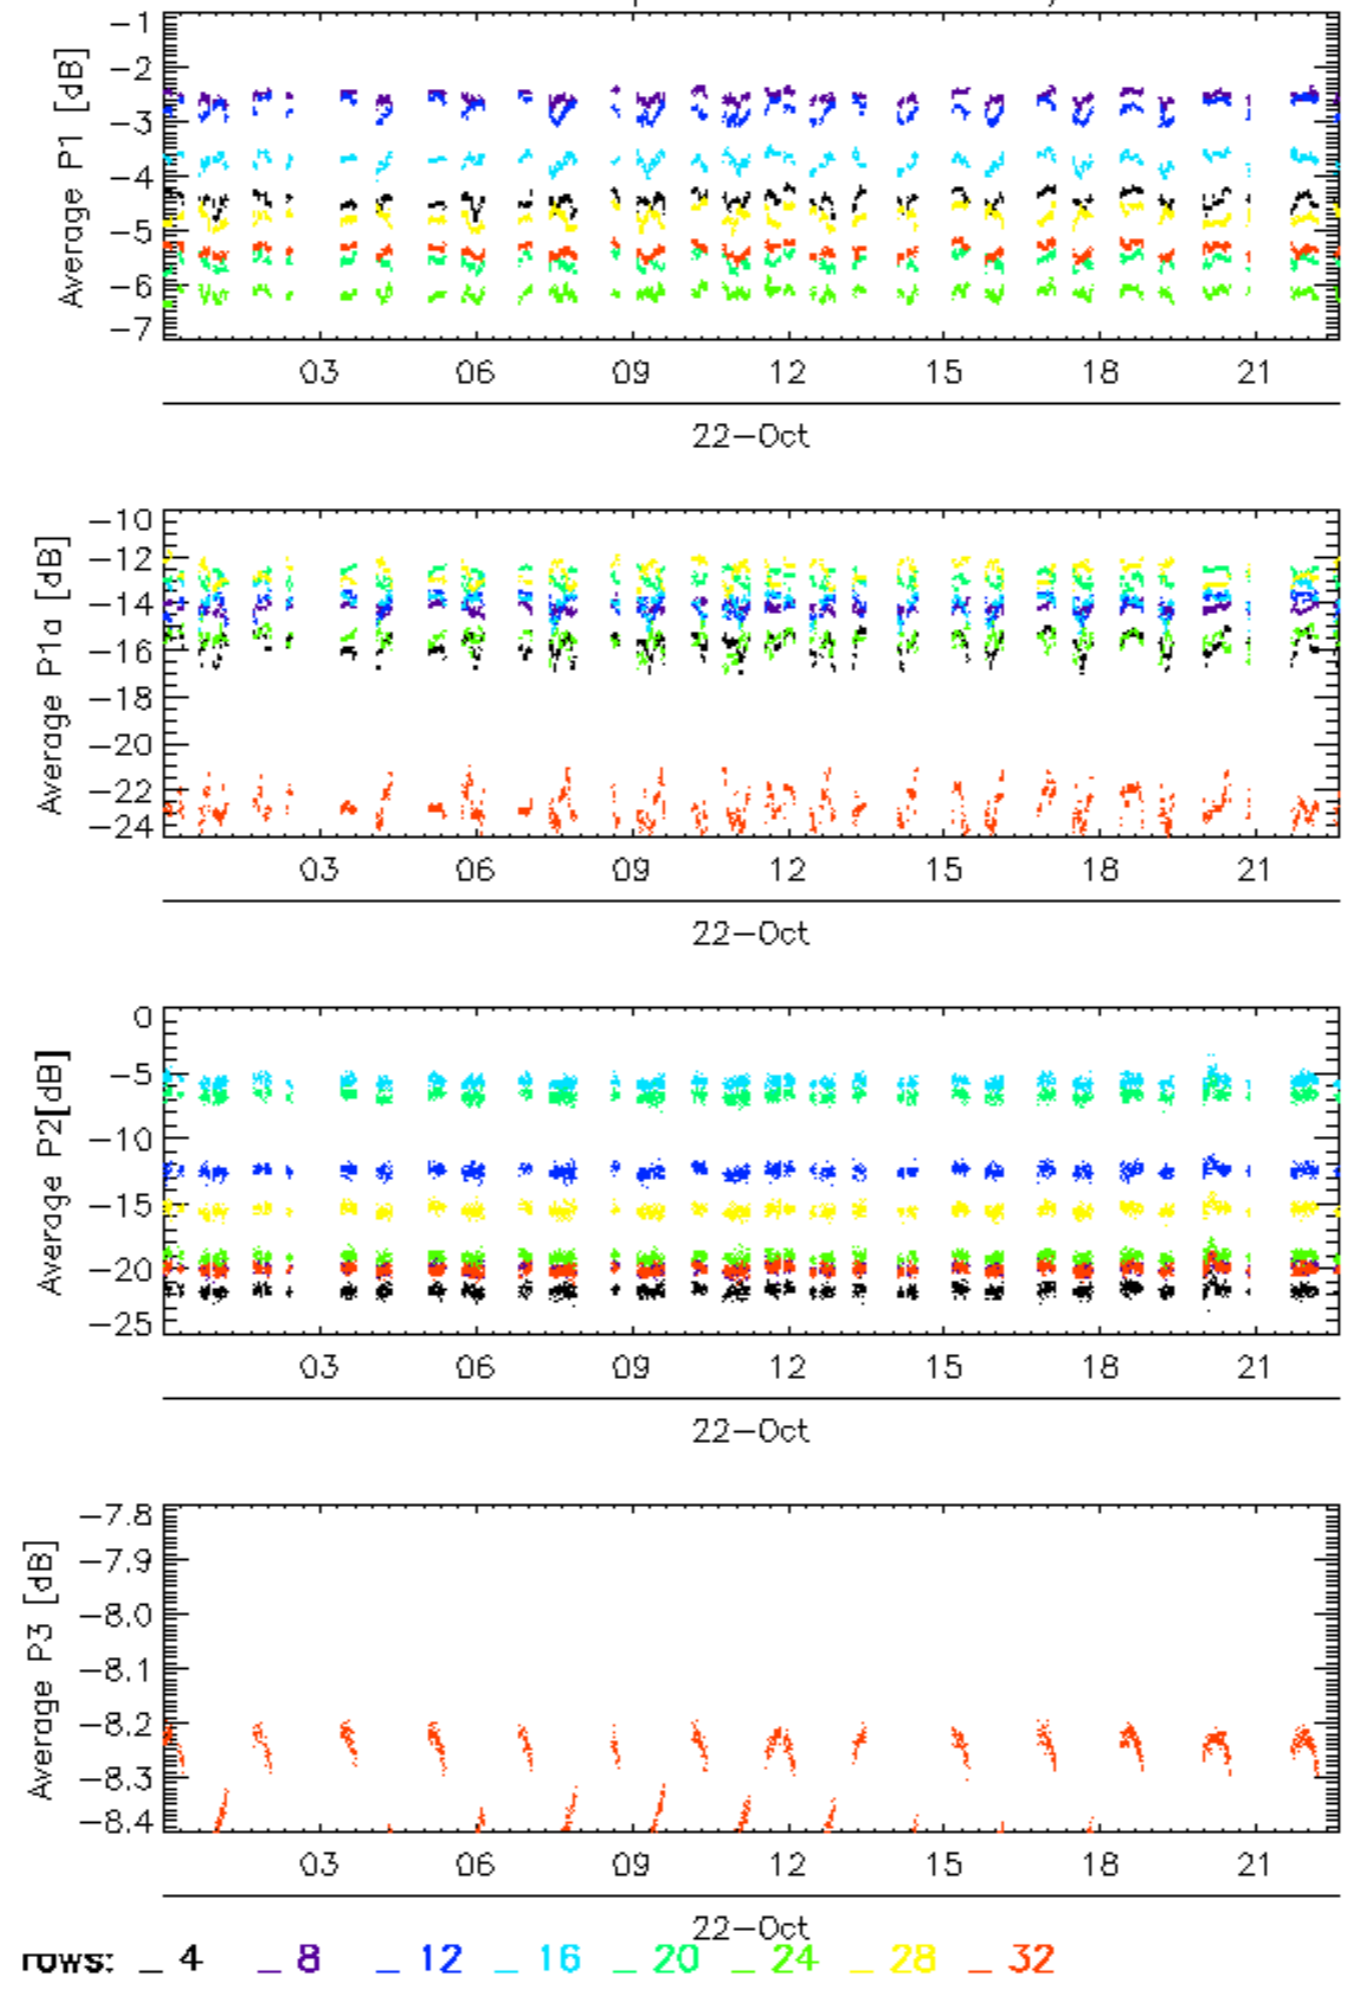 -1
-2
-3
-4
-5
-6
-7
Average P1 [dB]
03 06 09 12 15 18 21
22-Oct
-10
-12
-14
-16
-18
-20
-22
-24
Average P1a [dB]
03 06 09 12 15 18 21
22-Oct
0
-5
-10
-15
-20
-25
Average P2[dB]
03 06 09 12 15 18 21
22-Oct
-7.8
-7.9
-8.0
-8.1
-8.2
-8.3
-8.4
Average P3 [dB]
03 06 09 12 15 18 21
22-Oct
rows: _ 4 _ 8 _ 12 _ 16 _ 20 _ 24 _ 28 _ 32